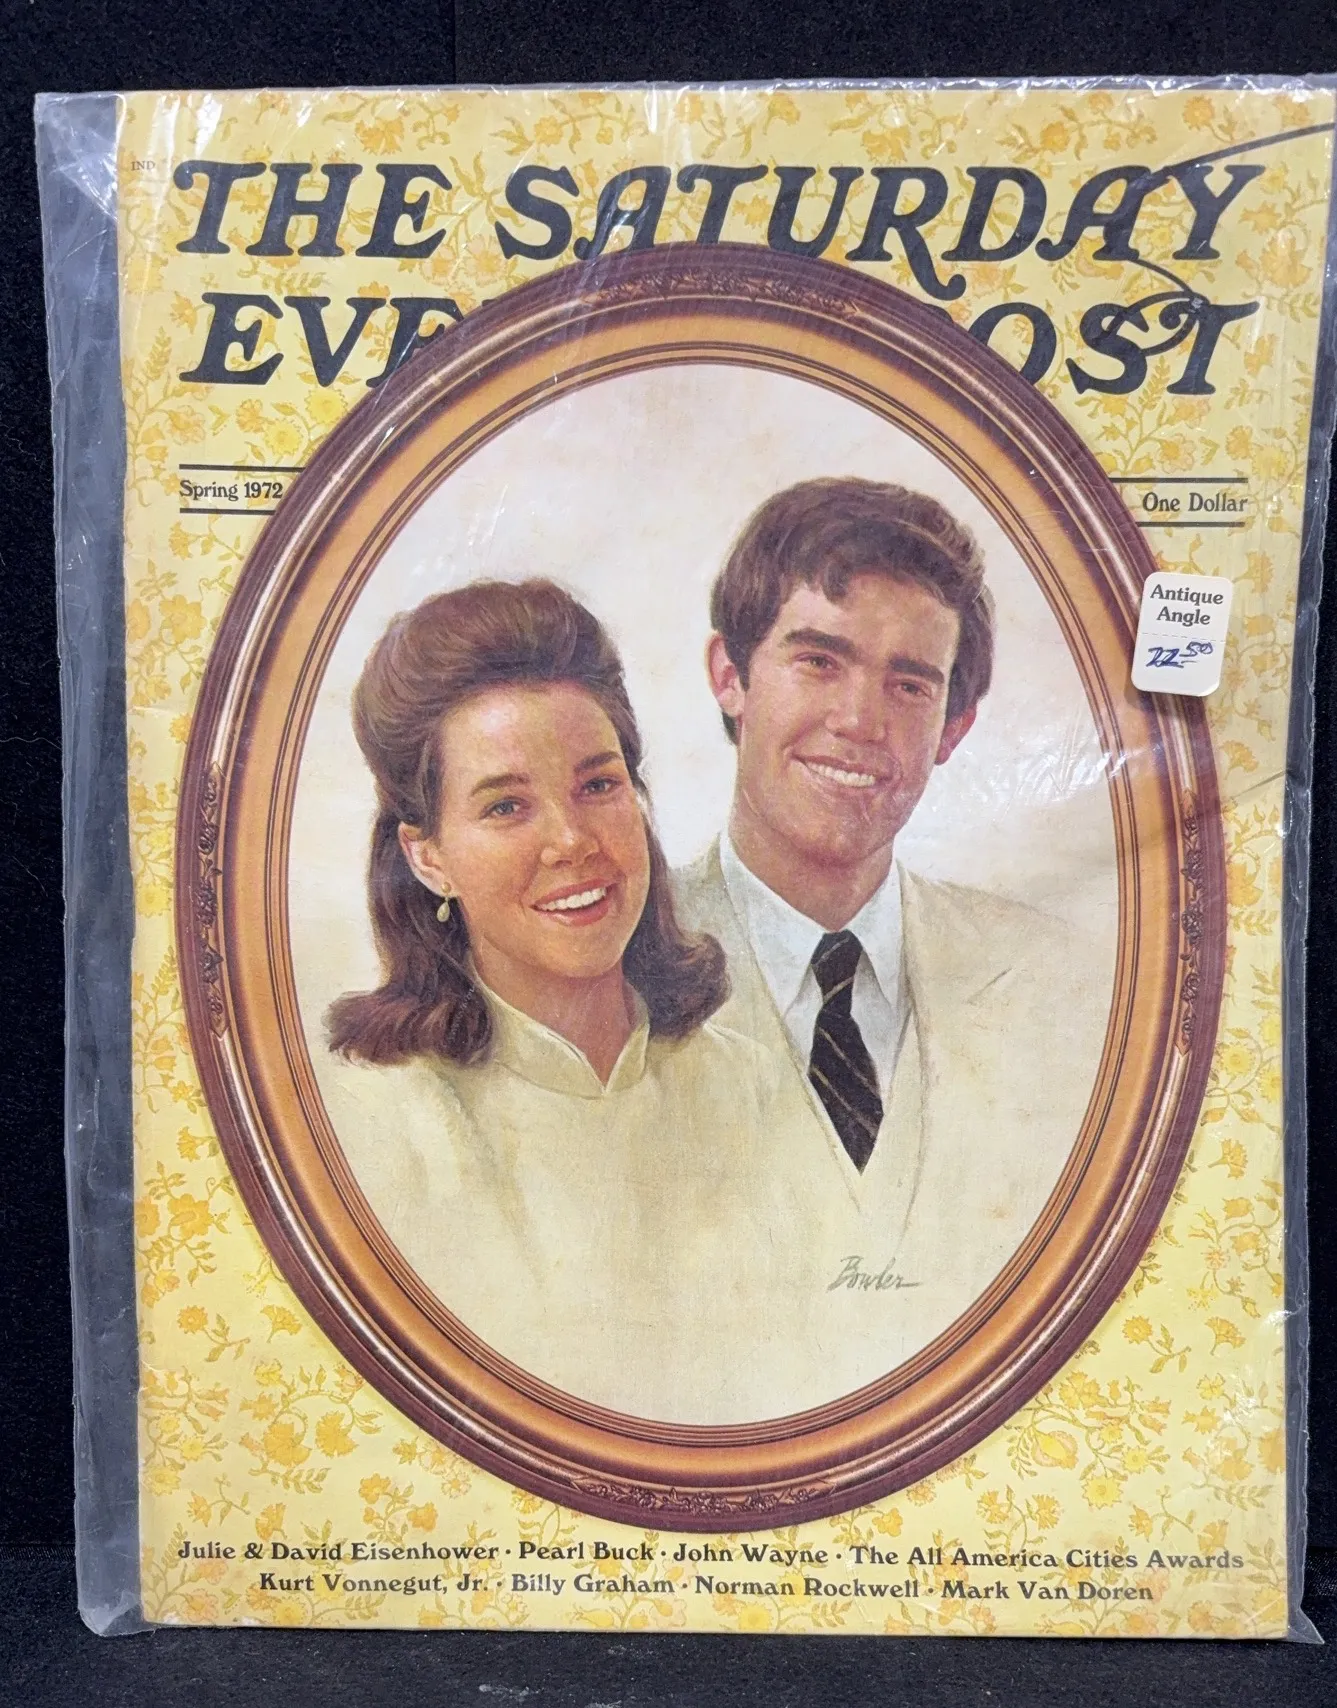 IND
THE SATURDAY
EVE OST
Spring 1972
One Dollar
Antique
Angle
22.50
Bowler
Julie & David Eisenhower · Pearl Buck · John Wayne · The All America Cities Awards
Kurt Vonnegut, Jr. · Billy Graham · Norman Rockwell · Mark Van Doren